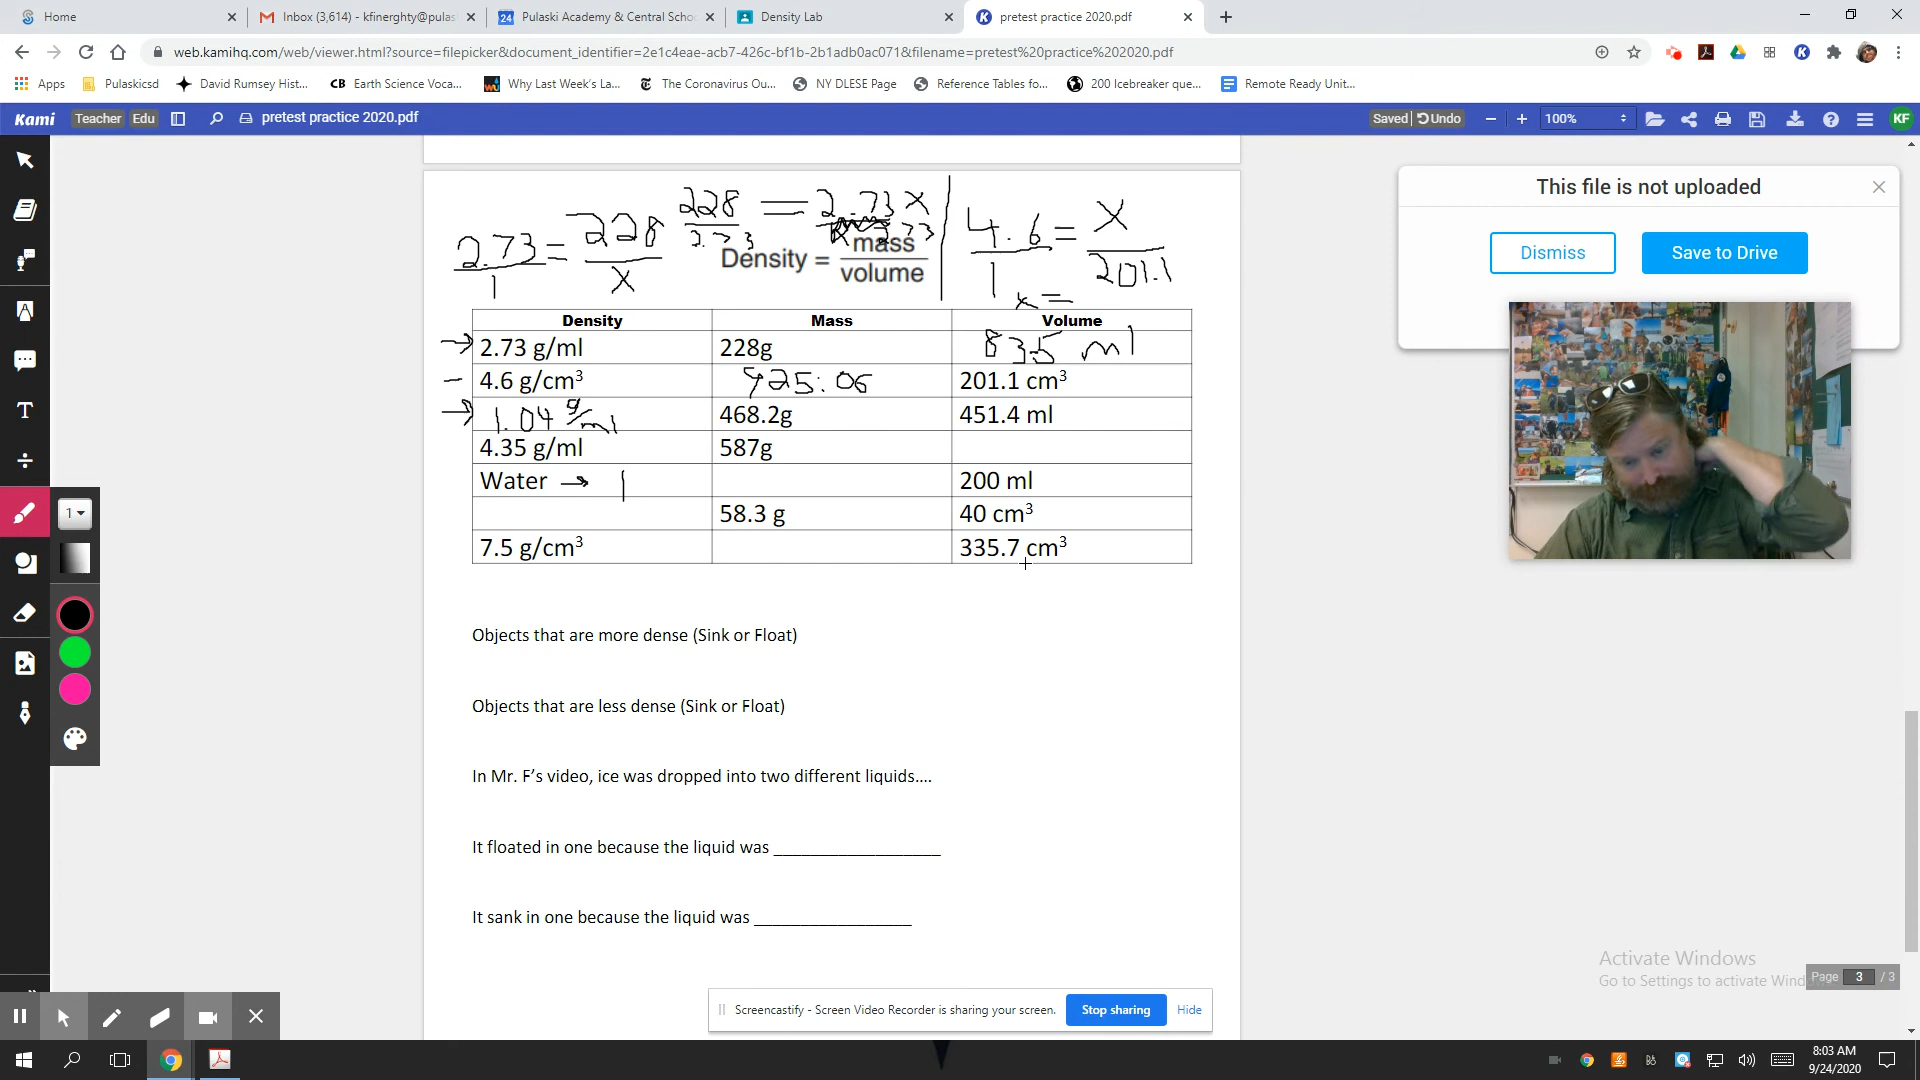 Home
Inbox (3,614) - kfinerghty@pulas
Pulaski Academy & Central Scho
Density Lab
pretest practice 2020.pdf
web.kamihq.com/web/viewer.html?source=filepicker&document_identifier=2e1c4eae-acb7-426c-bf1b-2b1adb0ac071&filename=pretest%20practice%202020.pdf
Apps
Pulaskicsd
David Rumsey Hist...
CB Earth Science Voca...
Why Last Week's La...
The Coronavirus Ou...
NY DLESE Page
Reference Tables fo...
200 Icebreaker que...
Remote Ready Unit...
Kami Teacher Edu pretest practice 2020.pdf Saved Undo 100% KF
This file is not uploaded
Dismiss Save to Drive
2.73/1 = 228/x
228/2.73 = 2.73x
4.6/1 = x/201.1
x =
Density = mass/volume
Density Mass Volume
2.73 g/ml 228g 83.5 ml
4.6 g/cm³ 925.06 201.1 cm³
1.04 g/ml 468.2g 451.4 ml
4.35 g/ml 587g
Water → 1 200 ml
58.3 g 40 cm³
7.5 g/cm³ 335.7 cm³
Objects that are more dense (Sink or Float)
Objects that are less dense (Sink or Float)
In Mr. F's video, ice was dropped into two different liquids....
It floated in one because the liquid was ___________________
It sank in one because the liquid was __________________
Activate Windows
Go to Settings to activate
Page 3 / 3
Screencastify - Screen Video Recorder is sharing your screen. Stop sharing Hide
8:03 AM
9/24/2020